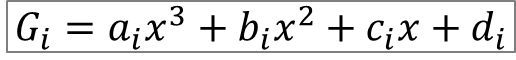 Gᵢ = aᵢx³ + bᵢx² + cᵢx + dᵢ